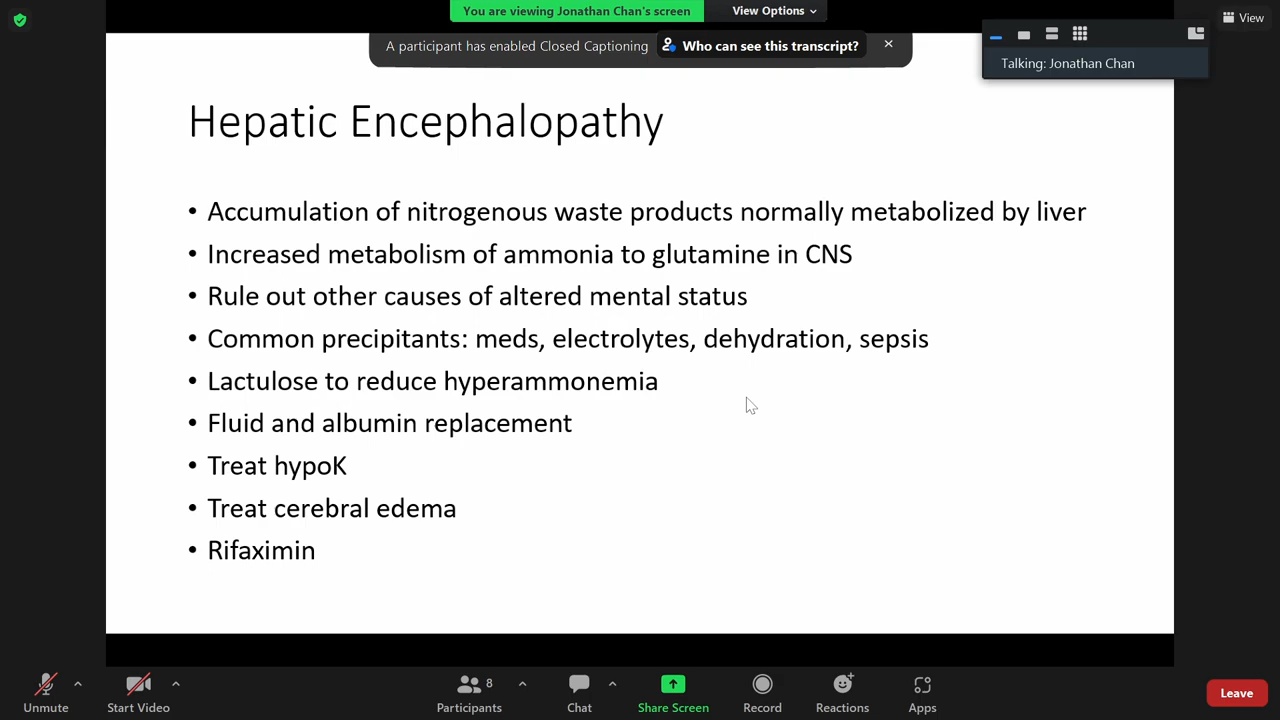 You are viewing Jonathan Chan's screen
View Options
View
A participant has enabled Closed Captioning
Who can see this transcript?
Talking: Jonathan Chan
Hepatic Encephalopathy
• Accumulation of nitrogenous waste products normally metabolized by liver
• Increased metabolism of ammonia to glutamine in CNS
• Rule out other causes of altered mental status
• Common precipitants: meds, electrolytes, dehydration, sepsis
• Lactulose to reduce hyperammonemia
• Fluid and albumin replacement
• Treat hypoK
• Treat cerebral edema
• Rifaximin
Unmute
Start Video
8
Participants
Chat
Share Screen
Record
Reactions
Apps
Leave